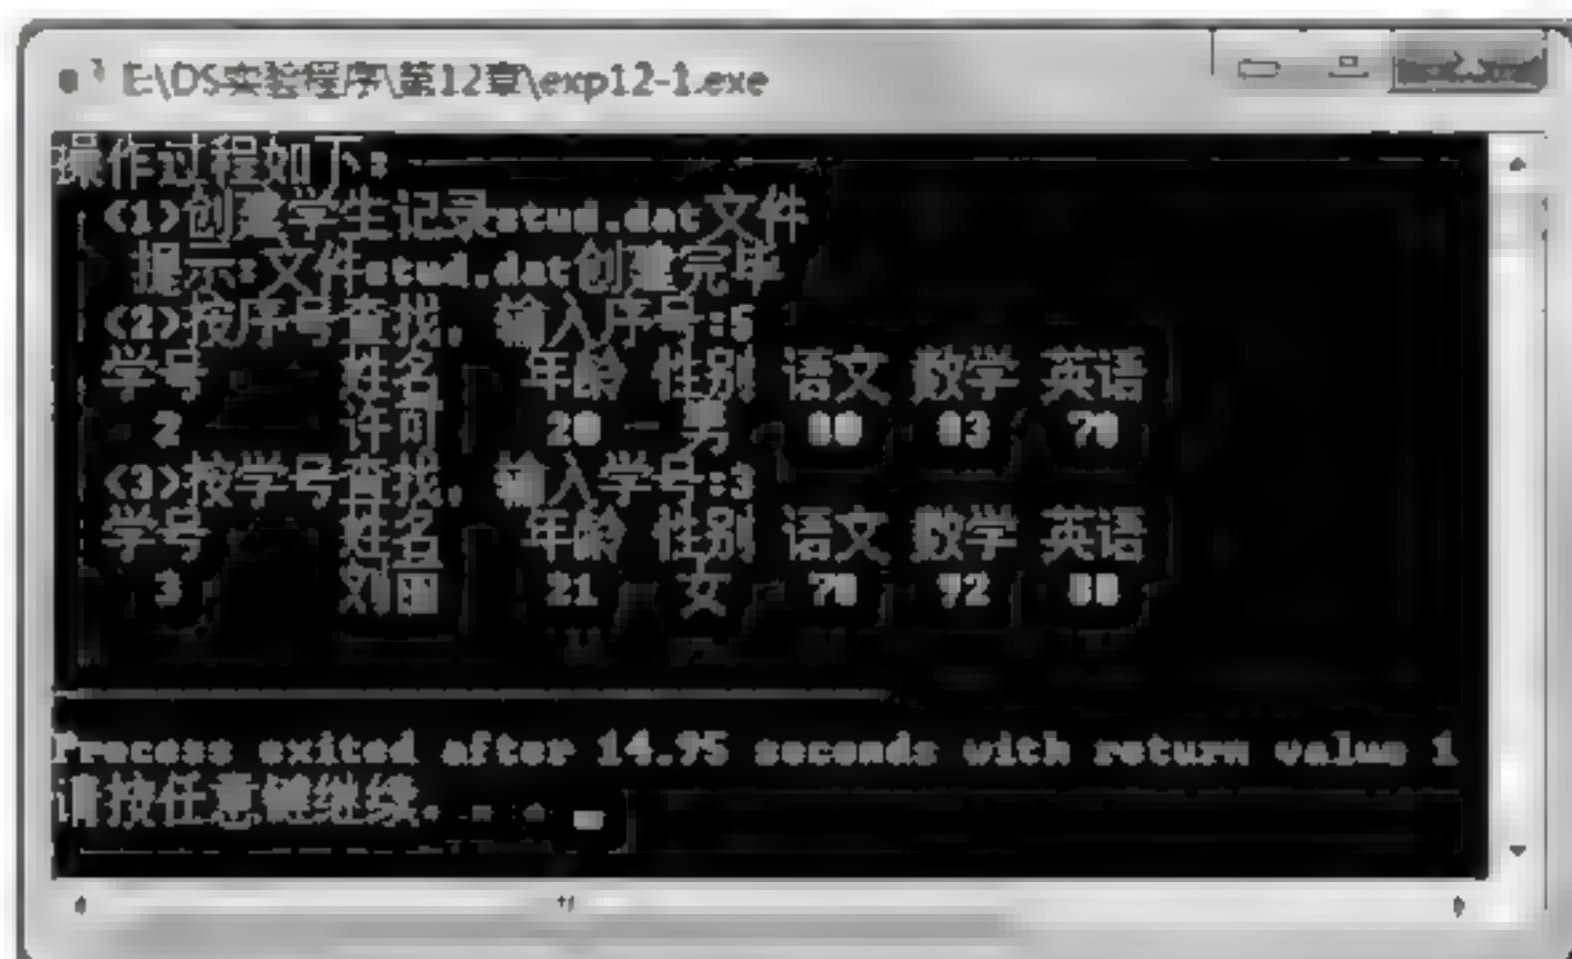 E:\DS实验程序\第12章\exp12-1.exe
操作过程如下:
(1)创建学生记录stud.dat文件
提示:文件stud.dat创建完毕
(2)按序号查找,输入序号:5
学号 姓名 年龄 性别 语文 数学 英语
2 许可 20 男
(3)按学号查找,输入学号:3
学号 姓名 年龄 性别 语文 数学 英语
3 刘丽 21 女 92
Process exited after 14.95 seconds with return value 1
请按任意键继续. . .